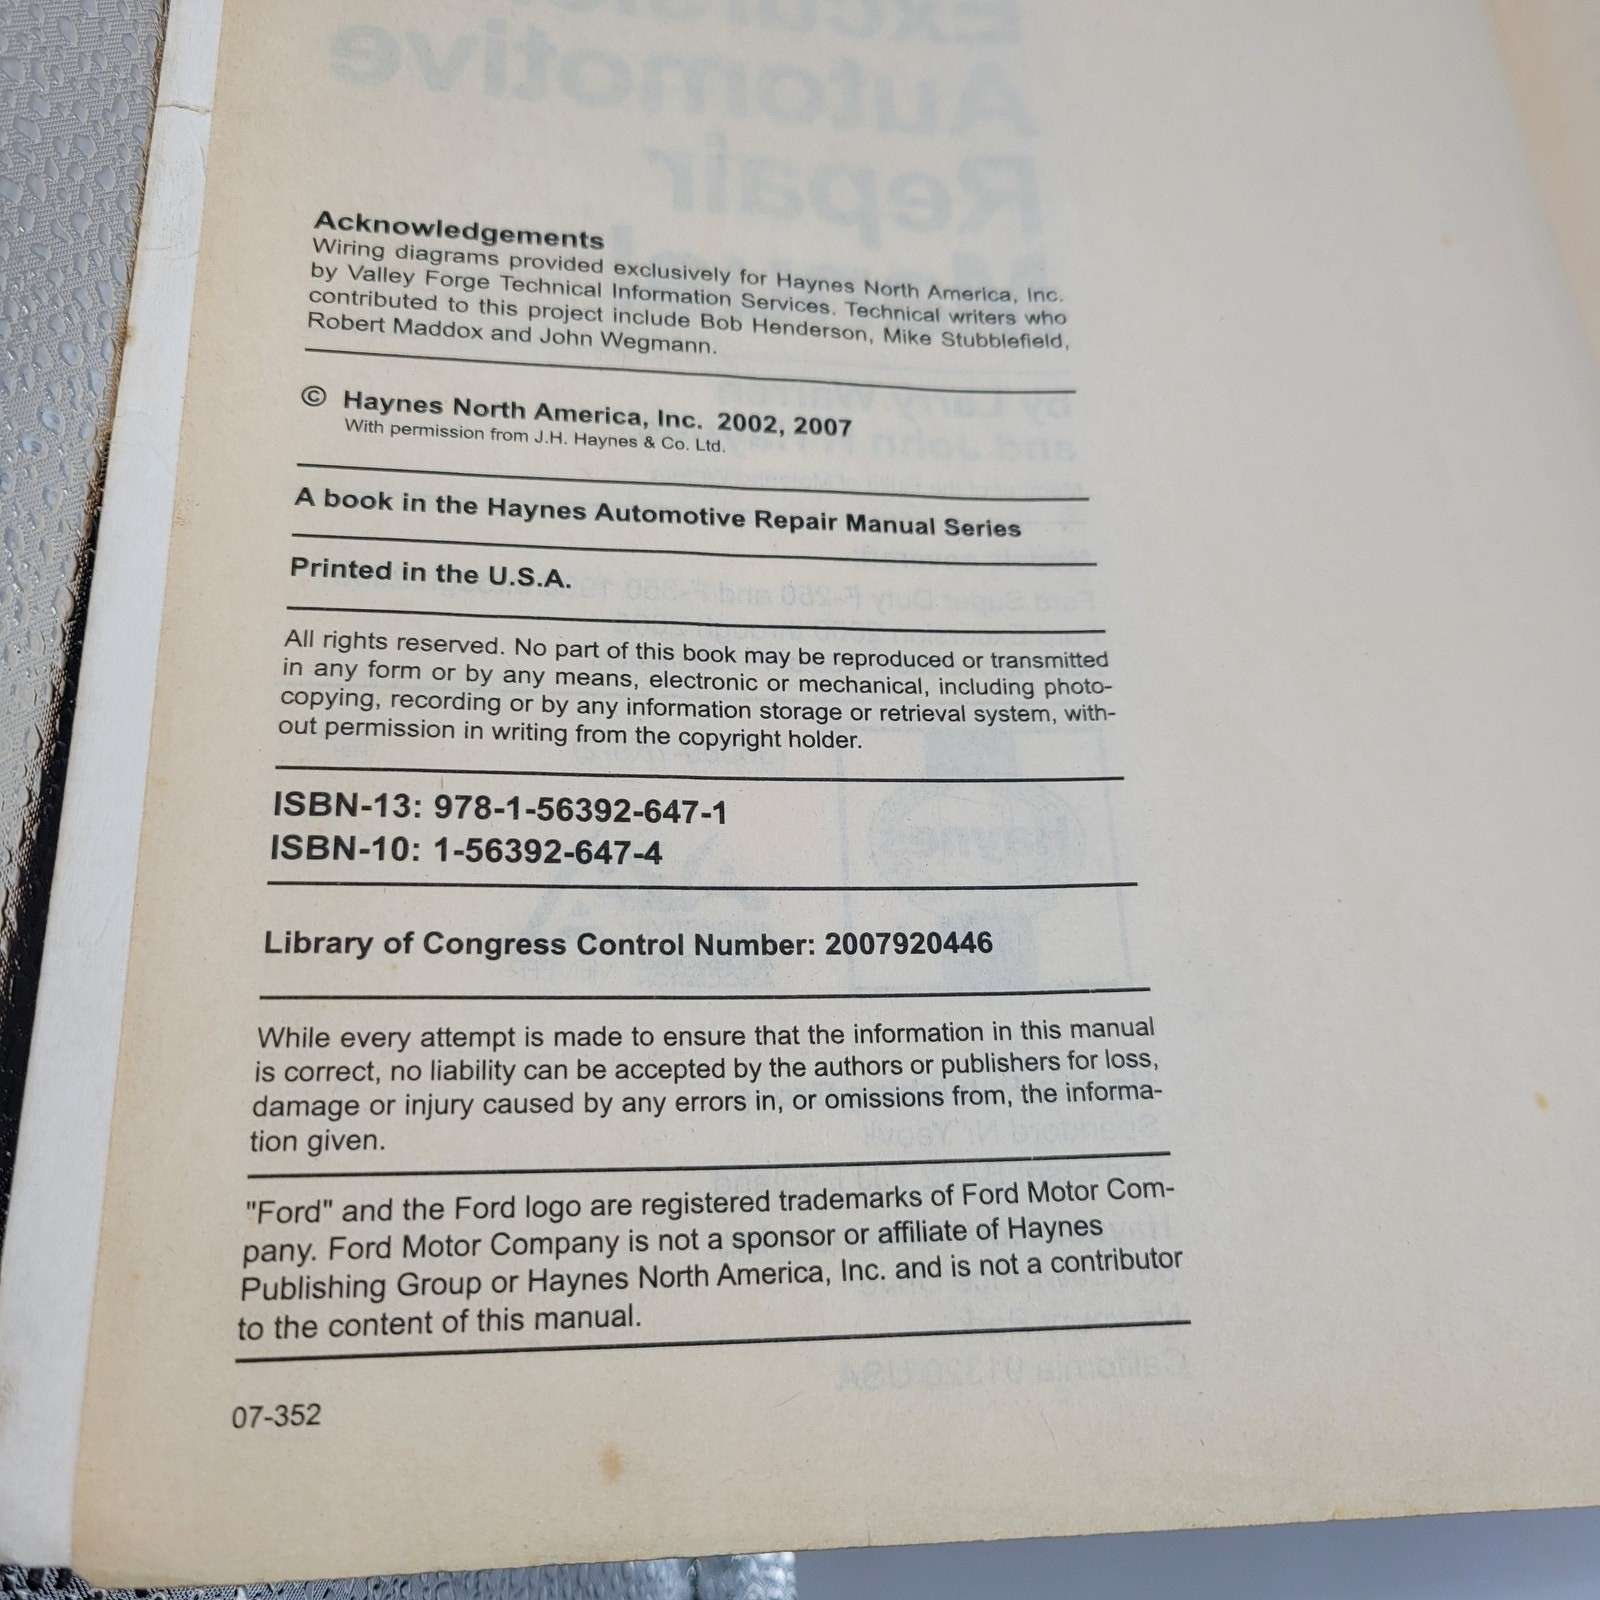 Acknowledgements
Wiring diagrams provided exclusively for Haynes North America, Inc.
by Valley Forge Technical Information Services. Technical writers who
contributed to this project include Bob Henderson, Mike Stubblefield,
Robert Maddox and John Wegmann.
© Haynes North America, Inc. 2002, 2007
With permission from J.H. Haynes & Co. Ltd.
A book in the Haynes Automotive Repair Manual Series
Printed in the U.S.A.
All rights reserved. No part of this book may be reproduced or transmitted
in any form or by any means, electronic or mechanical, including photo-
copying, recording or by any information storage or retrieval system, with-
out permission in writing from the copyright holder.
ISBN-13: 978-1-56392-647-1
ISBN-10: 1-56392-647-4
Library of Congress Control Number: 2007920446
While every attempt is made to ensure that the information in this manual
is correct, no liability can be accepted by the authors or publishers for loss,
damage or injury caused by any errors in, or omissions from, the informa-
tion given.
"Ford" and the Ford logo are registered trademarks of Ford Motor Com-
pany. Ford Motor Company is not a sponsor or affiliate of Haynes
Publishing Group or Haynes North America, Inc. and is not a contributor
to the content of this manual.
07-352